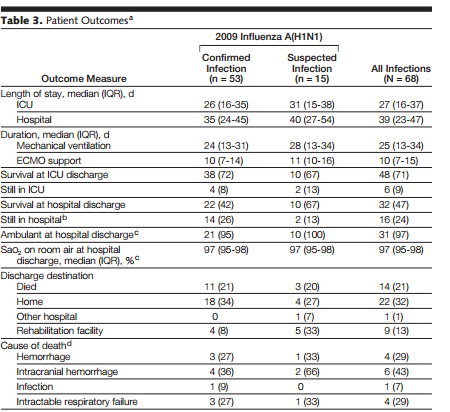 Table 3. Patient Outcomesᵃ
2009 Influenza A(H1N1)
Outcome Measure Confirmed Infection (n = 53) Suspected Infection (n = 15) All Infections (N = 68)
Length of stay, median (IQR), d
ICU 26 (16-35) 31 (15-38) 27 (16-37)
Hospital 35 (24-45) 40 (27-54) 39 (23-47)
Duration, median (IQR), d
Mechanical ventilation 24 (13-31) 28 (13-34) 25 (13-34)
ECMO support 10 (7-14) 11 (10-16) 10 (7-15)
Survival at ICU discharge 38 (72) 10 (67) 48 (71)
Still in ICU 4 (8) 2 (13) 6 (9)
Survival at hospital discharge 22 (42) 10 (67) 32 (47)
Still in hospitalᵇ 14 (26) 2 (13) 16 (24)
Ambulant at hospital dischargeᶜ 21 (95) 10 (100) 31 (97)
Sao₂ on room air at hospital
discharge, median (IQR), %ᶜ 97 (95-98) 97 (95-98) 97 (95-98)
Discharge destination
Died 11 (21) 3 (20) 14 (21)
Home 18 (34) 4 (27) 22 (32)
Other hospital 0 1 (7) 1 (1)
Rehabilitation facility 4 (8) 5 (33) 9 (13)
Cause of deathᵈ
Hemorrhage 3 (27) 1 (33) 4 (29)
Intracranial hemorrhage 4 (36) 2 (66) 6 (43)
Infection 1 (9) 0 1 (7)
Intractable respiratory failure 3 (27) 1 (33) 4 (29)